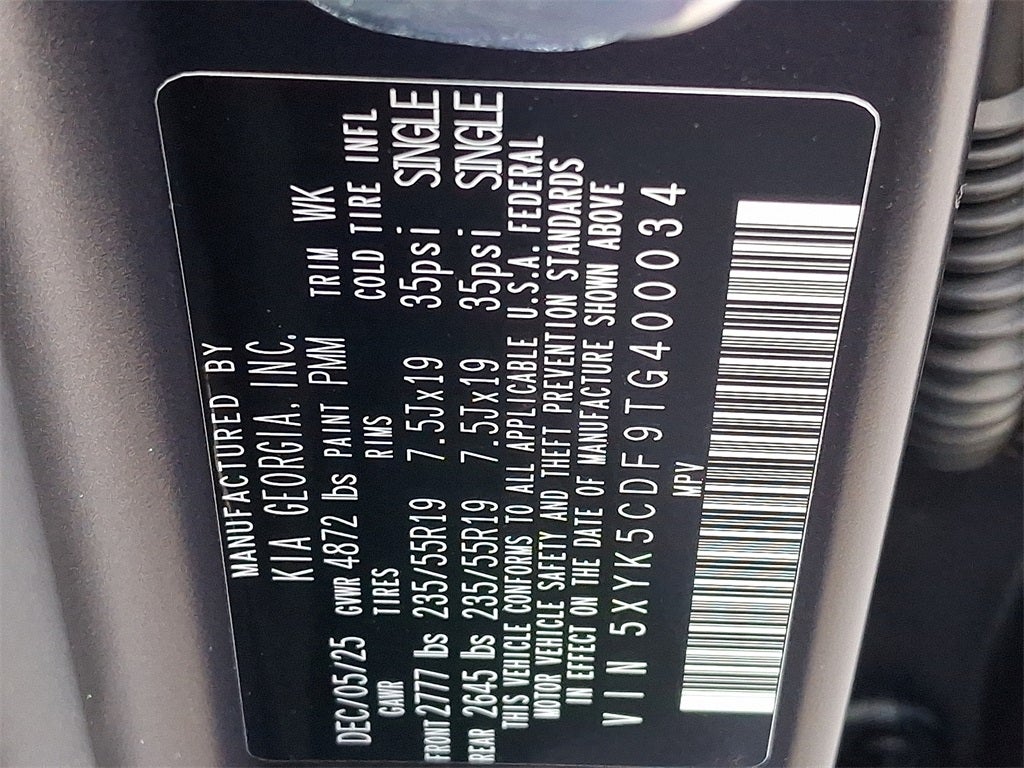 MANUFACTURED BY
KIA GEORGIA, INC.
DEC/05/25 GVWR 4872 lbs PAINT PMM TRIM WK
GAWR TIRES RIMS COLD TIRE INFL
FRONT 2777 lbs 235/55R19 7.5Jx19 35psi SINGLE
REAR 2645 lbs 235/55R19 7.5Jx19 35psi SINGLE
THIS VEHICLE CONFORMS TO ALL APPLICABLE U.S.A. FEDERAL
MOTOR VEHICLE SAFETY AND THEFT PREVENTION STANDARDS
IN EFFECT ON THE DATE OF MANUFACTURE SHOWN ABOVE
VIN 5XYK5CDF9TG400034
MPV